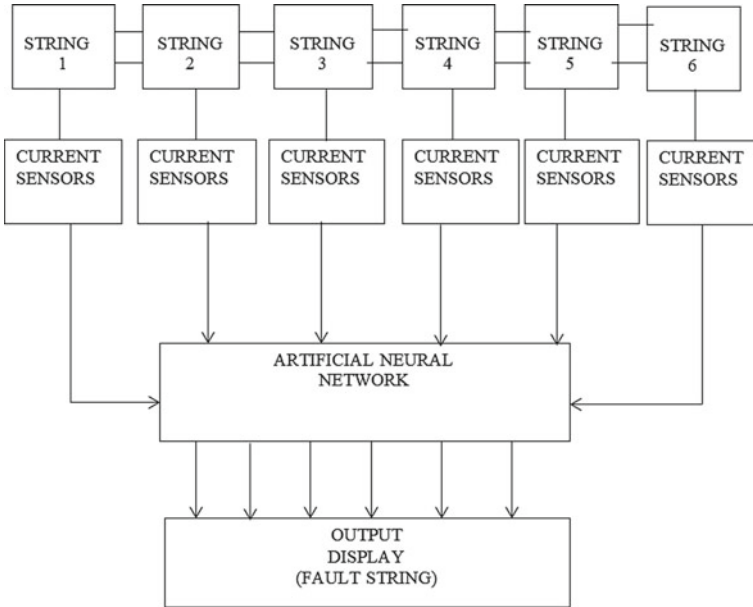 STRING
1
STRING
2
STRING
3
STRING
4
STRING
5
STRING
6
CURRENT
SENSORS
CURRENT
SENSORS
CURRENT
SENSORS
CURRENT
SENSORS
CURRENT
SENSORS
CURRENT
SENSORS
ARTIFICIAL NEURAL
NETWORK
OUTPUT
DISPLAY
(FAULT STRING)